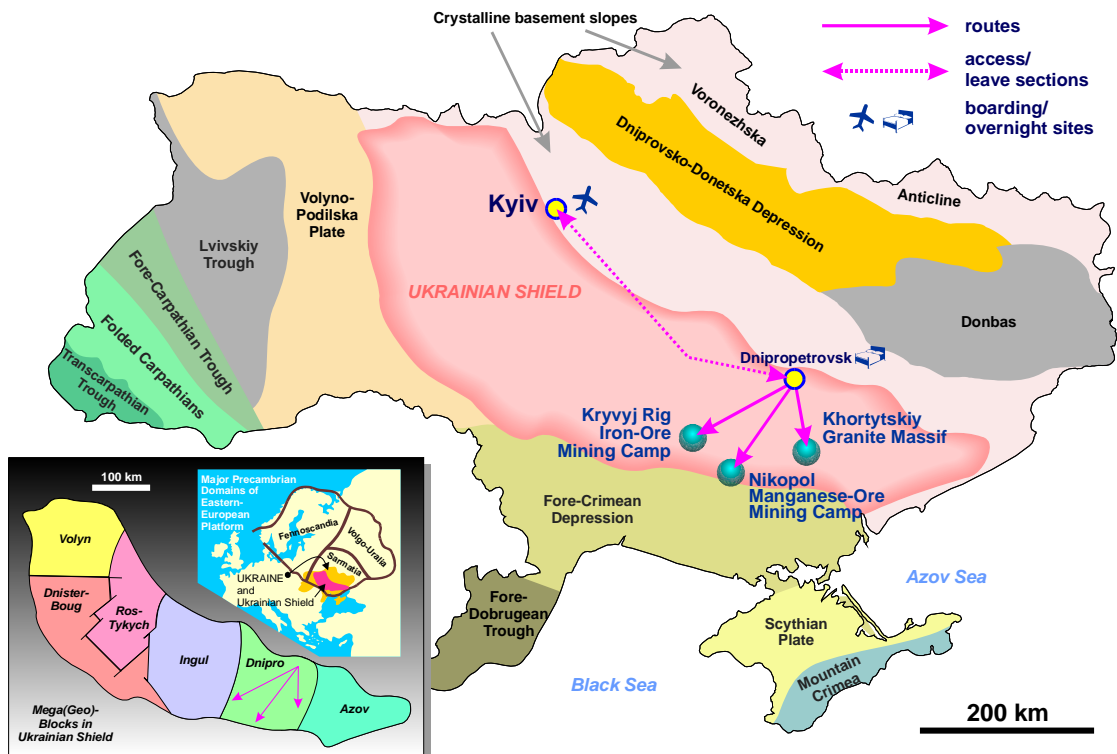 Crystalline basement slopes
routes
access/
leave sections
boarding/
overnight sites
Voronezhska
Anticline
Dniprovsko-Donetska Depression
Kyiv
Volyno-
Podilska
Plate
Lvivskiy
Trough
Fore-Carpathian Trough
Folded Carpathians
Transcarpathian
Trough
UKRAINIAN SHIELD
Donbas
Dnipropetrovsk
Kryvyj Rig
Iron-Ore
Mining Camp
Khortytskiy
Granite Massif
Nikopol
Manganese-Ore
Mining Camp
Fore-Crimean
Depression
Fore-
Dobrugean
Trough
Azov Sea
Scythian
Plate
Mountain
Crimea
Black Sea
200 km
100 km
Major Precambrian
Domains of
Eastern-
European
Platform
Fennoscandia
Volgo-Uralia
Sarmatia
UKRAINE
and
Ukrainian Shield
Volyn
Dnister-
Boug
Ros-
Tykych
Ingul
Dnipro
Azov
Mega(Geo)-
Blocks in
Ukrainian Shield